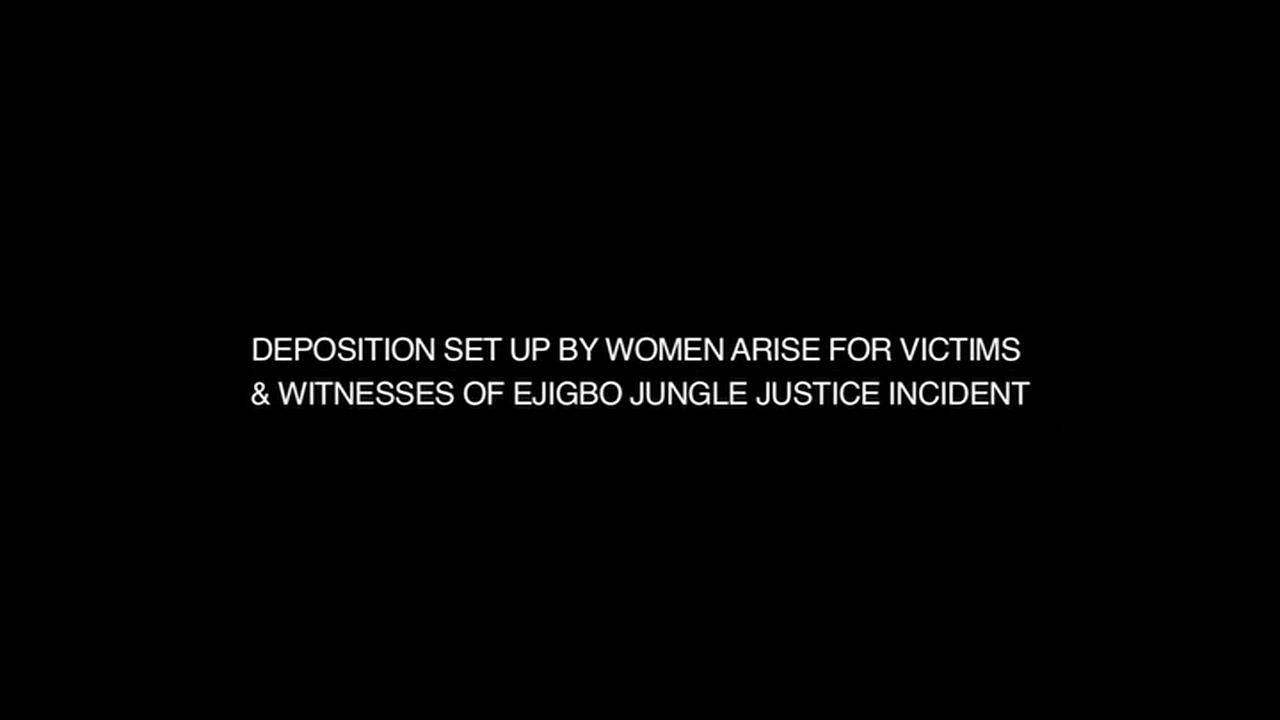 DEPOSITION SET UP BY WOMEN ARISE FOR VICTIMS
& WITNESSES OF EJIGBO JUNGLE JUSTICE INCIDENT